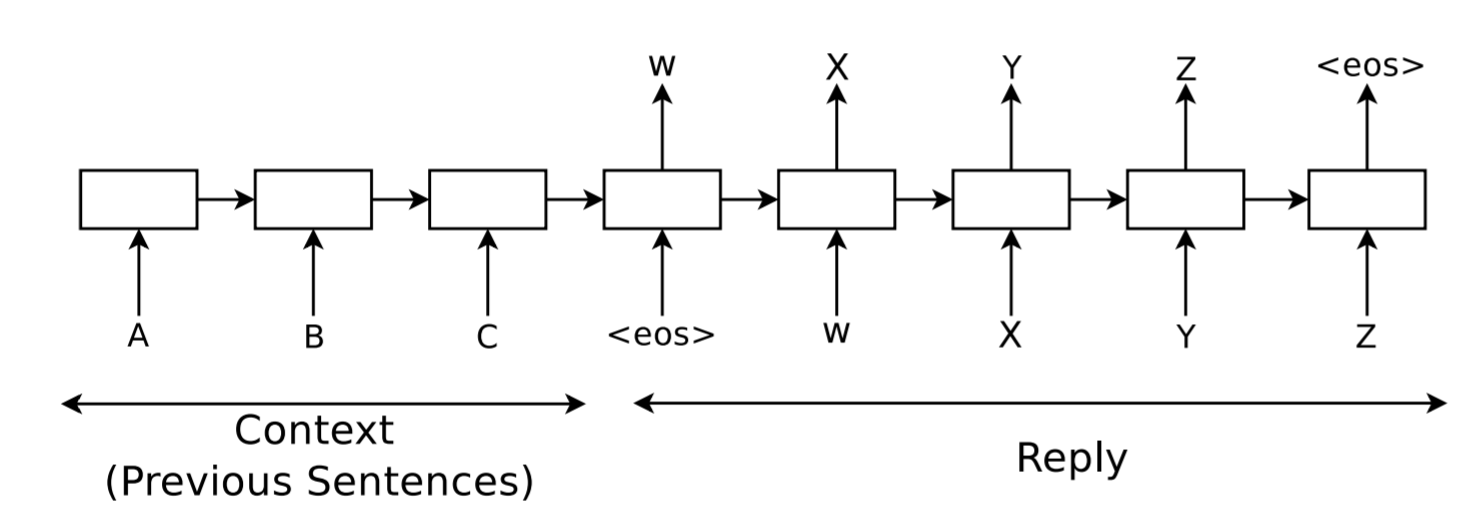 W X Y Z <eos>
A B C <eos> W X Y Z
Context
(Previous Sentences)
Reply